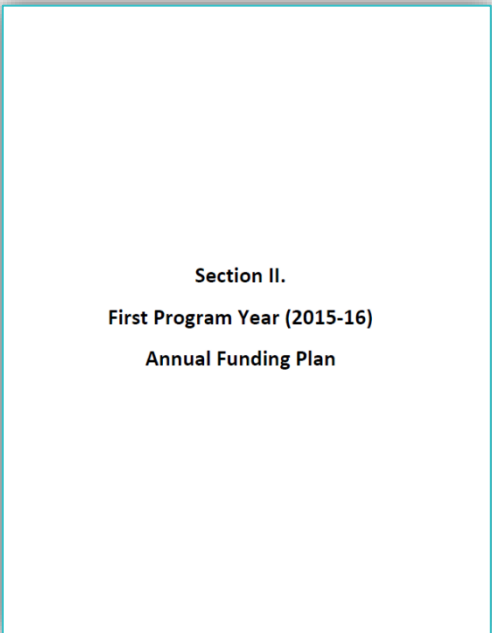 Section II.
First Program Year (2015-16)
Annual Funding Plan